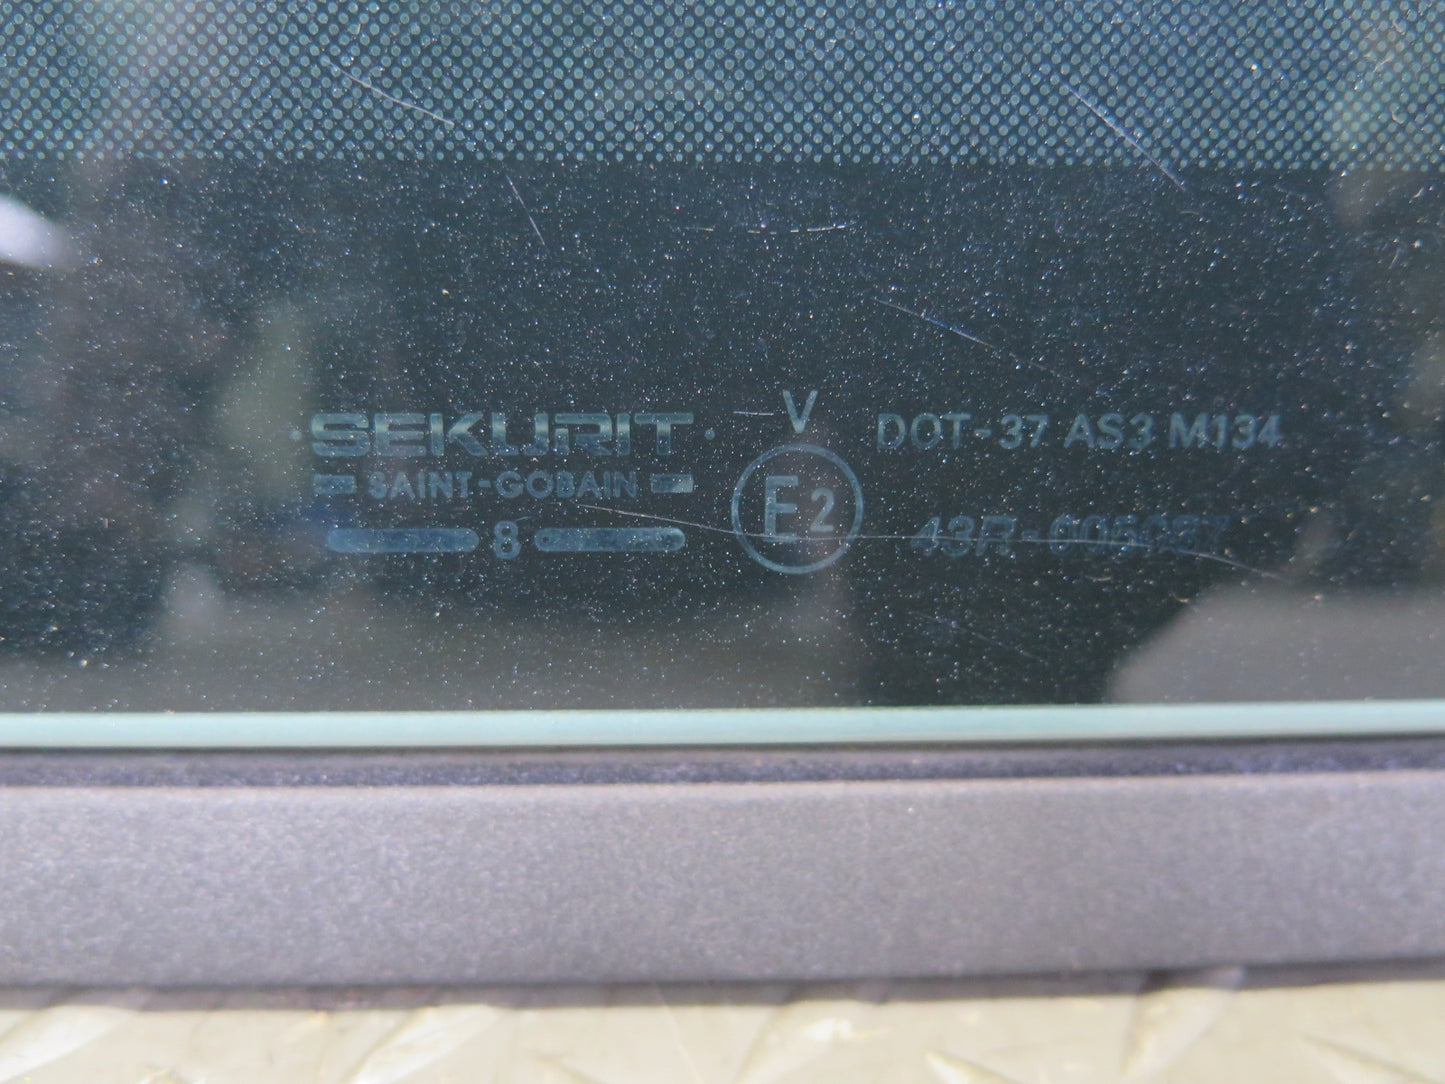 SEKURIT
SAINT-GOBAIN
8
V
E2
DOT-37 AS3 M134